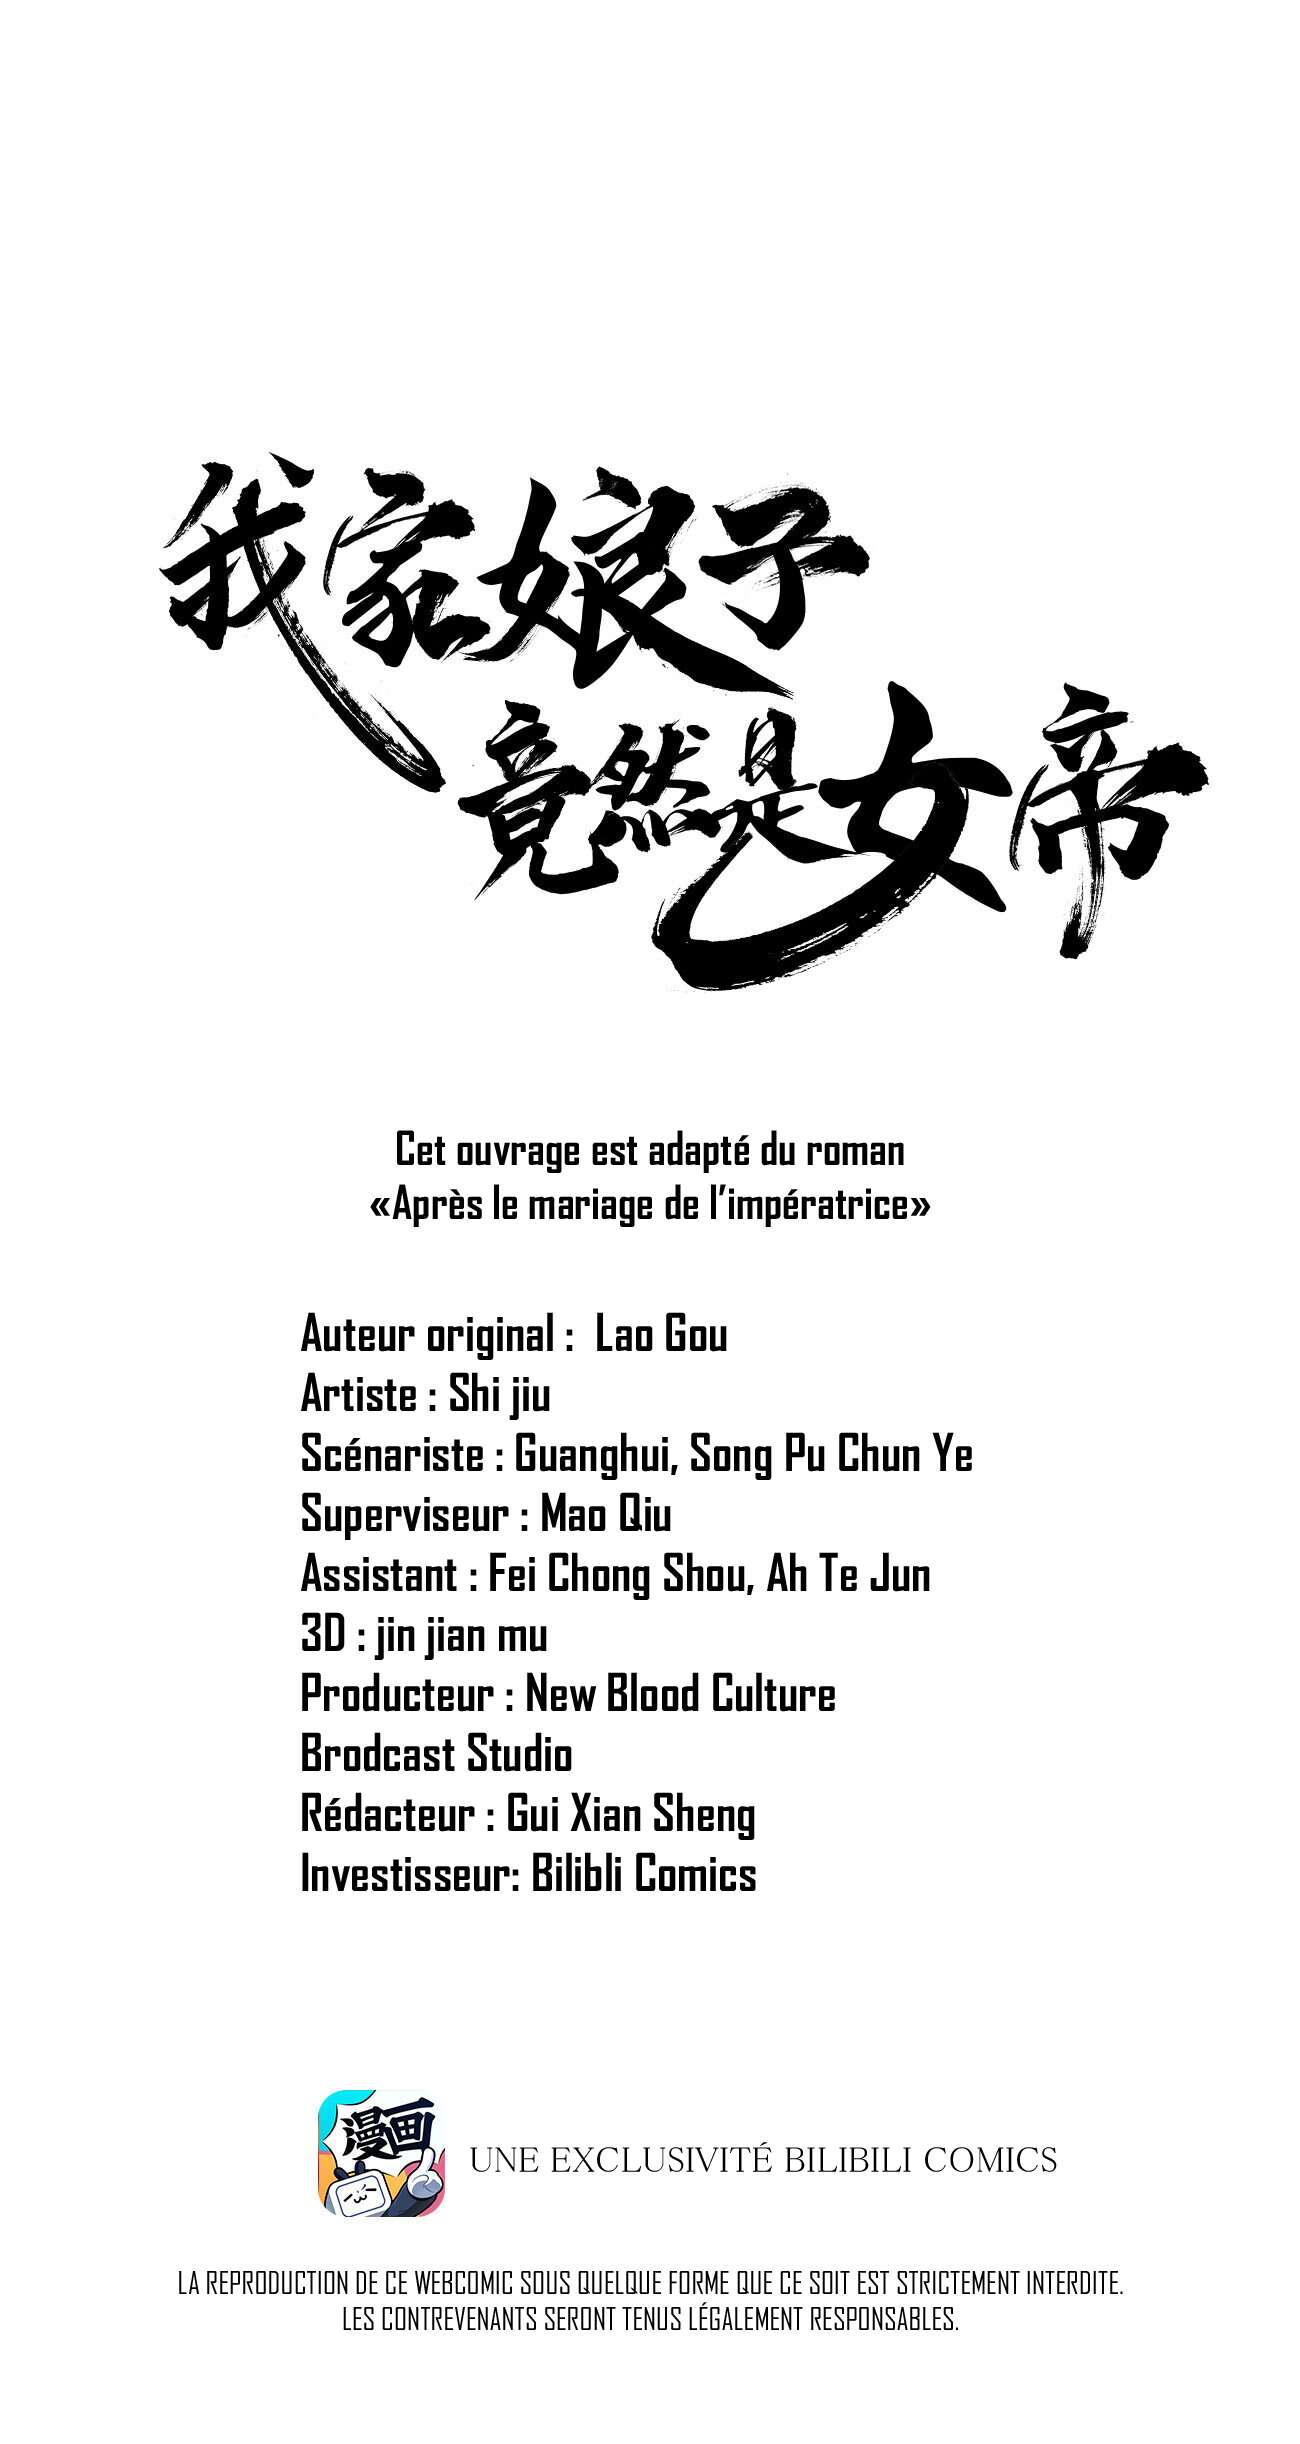 我家娘子
竟然是女帝
Cet ouvrage est adapté du roman
«Après le mariage de l’impératrice»
Auteur original :  Lao Gou
Artiste : Shi jiu
Scénariste : Guanghui, Song Pu Chun Ye
Superviseur : Mao Qiu
Assistant : Fei Chong Shou, Ah Te Jun
3D : jin jian mu
Producteur : New Blood Culture
Brodcast Studio
Rédacteur : Gui Xian Sheng
Investisseur: Bilibli Comics
漫画
UNE EXCLUSIVITÉ BILIBILI COMICS
LA REPRODUCTION DE CE WEBCOMIC SOUS QUELQUE FORME QUE CE SOIT EST STRICTEMENT INTERDITE.
LES CONTREVENANTS SERONT TENUS LÉGALEMENT RESPONSABLES.